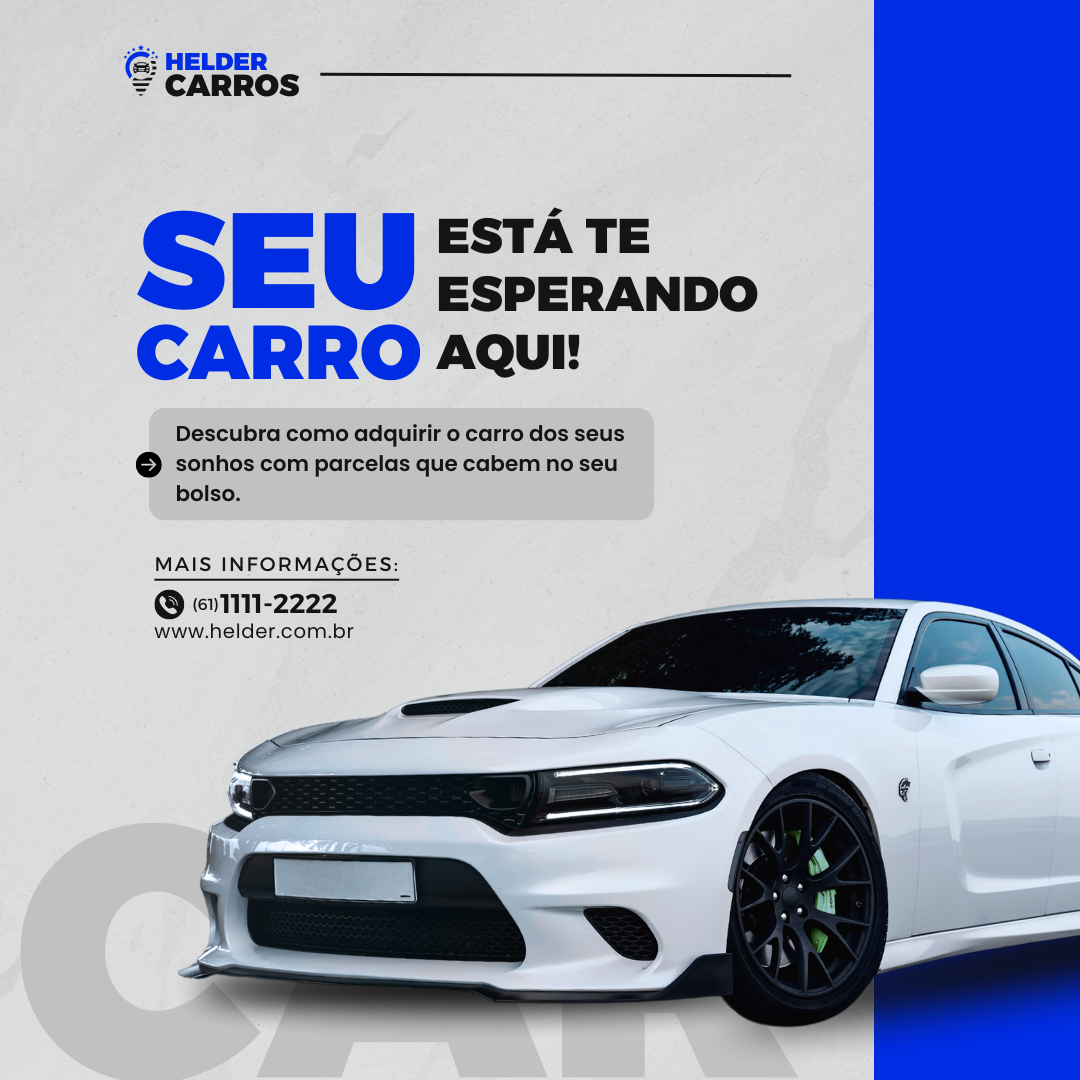 HELDER
CARROS
SEU
CARRO
ESTÁ TE
ESPERANDO
AQUI!
Descubra como adquirir o carro dos seus
sonhos com parcelas que cabem no seu
bolso.
MAIS INFORMAÇÕES:
(61)1111-2222
www.helder.com.br
CAR